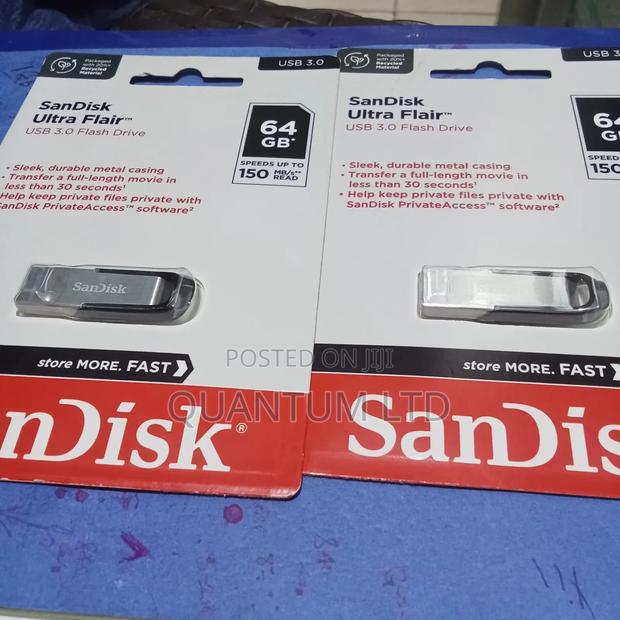 Packaged
with 20%+
Recycled
Material
USB 3.0
SanDisk
Ultra Flair™
USB 3.0 Flash Drive
64
GB*
SPEEDS UP TO
150 MB/s**
READ
• Sleek, durable metal casing
• Transfer a full-length movie in
less than 30 seconds¹
Help keep private files private with
SanDisk PrivateAccess™ software²
SanDisk
store MORE. FAST
nDisk®
Packaged
with 20%+
Recycled
Material
USB 3
SanDisk
Ultra Flair™
USB 3.0 Flash Drive
64
G
SPEEDS
150
• Sleek, durable metal casing
• Transfer a full-length movie in
less than 30 seconds¹
• Help keep private files private with
SanDisk PrivateAccess™ software²
store MORE. FAST
SanDis
POSTED ON JIJI
QUANTUM LTD